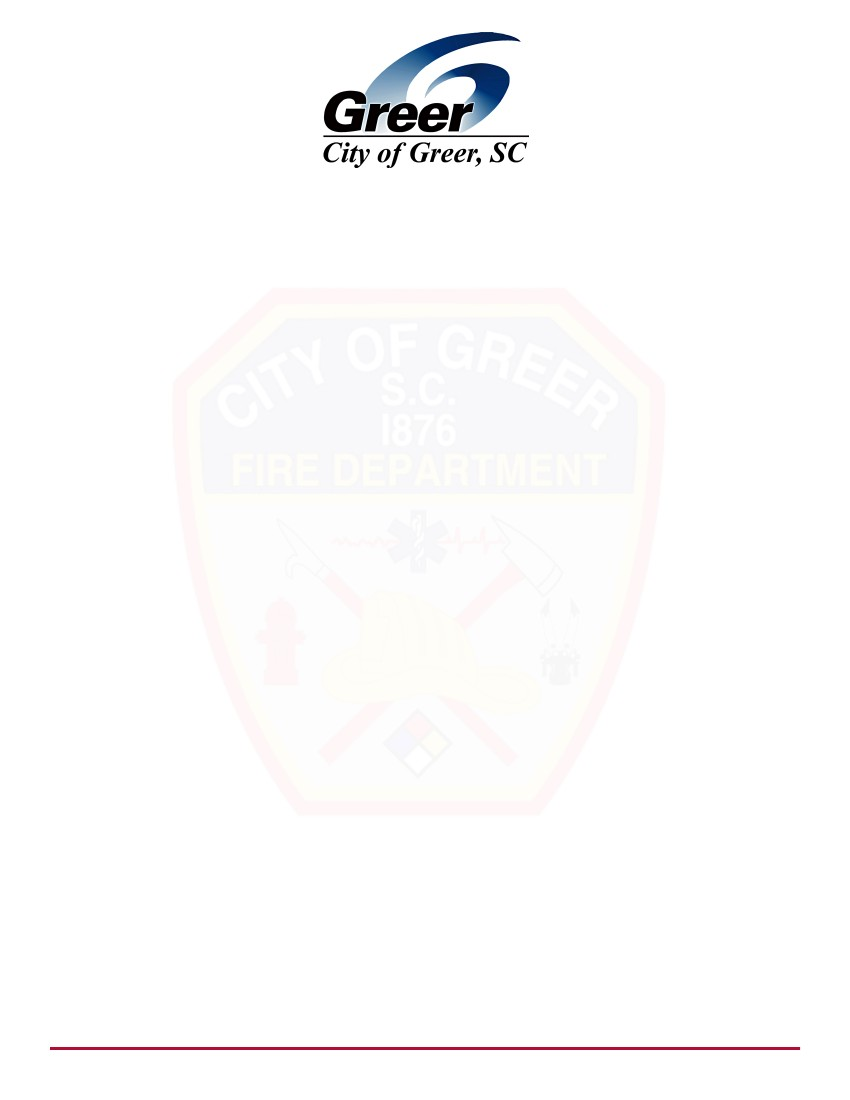 Greer
City of Greer, SC
CITY OF GREER
S.C.
1876
FIRE DEPARTMENT